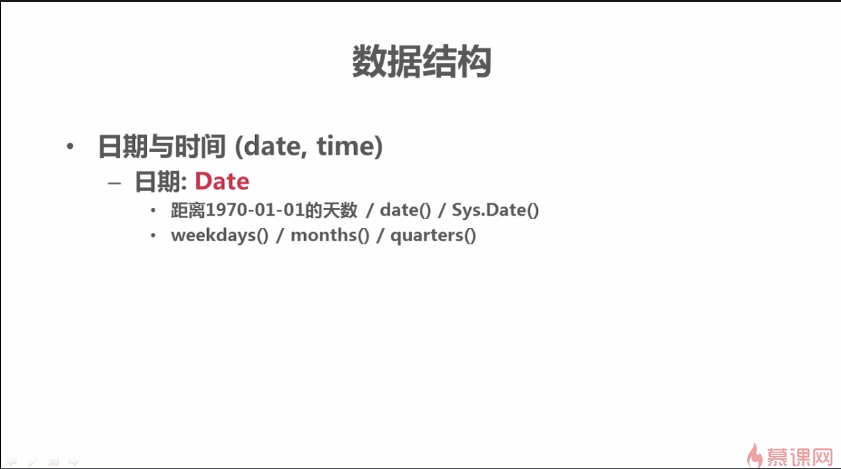 数据结构
• 日期与时间 (date, time)
– 日期: Date
• 距离1970-01-01的天数 / date() / Sys.Date()
• weekdays() / months() / quarters()
慕课网